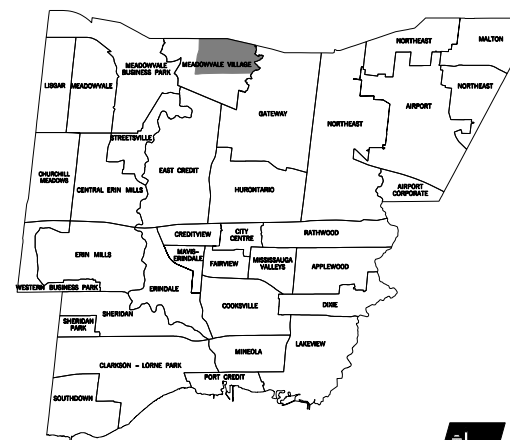 NORTHEAST
MALTON
MEADOWVALE
BUSINESS PARK
MEADOWVALE VILLAGE
LISGAR
MEADOWVALE
NORTHEAST
AIRPORT
GATEWAY
NORTHEAST
STREETSVILLE
EAST CREDIT
CHURCHILL
MEADOWS
CENTRAL ERIN MILLS
HURONTARIO
AIRPORT
CORPORATE
CREDITVIEW
CITY
CENTRE
RATHWOOD
ERIN MILLS
MAVIS-
ERINDALE
FAIRVIEW
MISSISSAUGA
VALLEYS
APPLEWOOD
WESTERN BUSINESS PARK
ERINDALE
COOKSVILLE
DIXIE
SHERIDAN
SHERIDAN
PARK
LAKEVIEW
MINEOLA
CLARKSON - LORNE PARK
PORT CREDIT
SOUTHDOWN